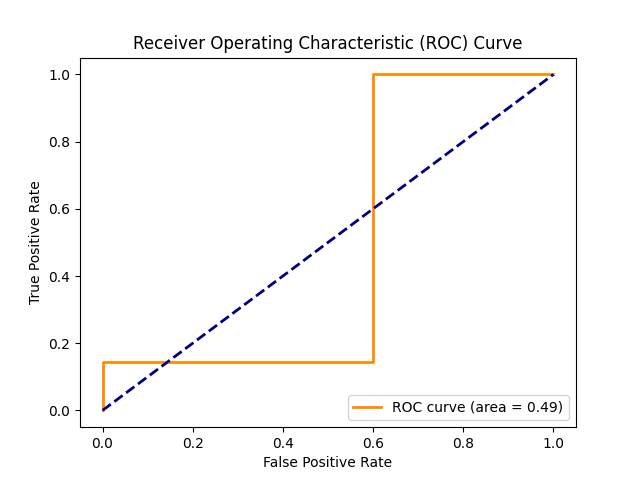 Receiver Operating Characteristic (ROC) Curve
True Positive Rate
1.0
0.8
0.6
0.4
0.2
0.0
ROC curve (area = 0.49)
0.0 0.2 0.4 0.6 0.8 1.0
False Positive Rate